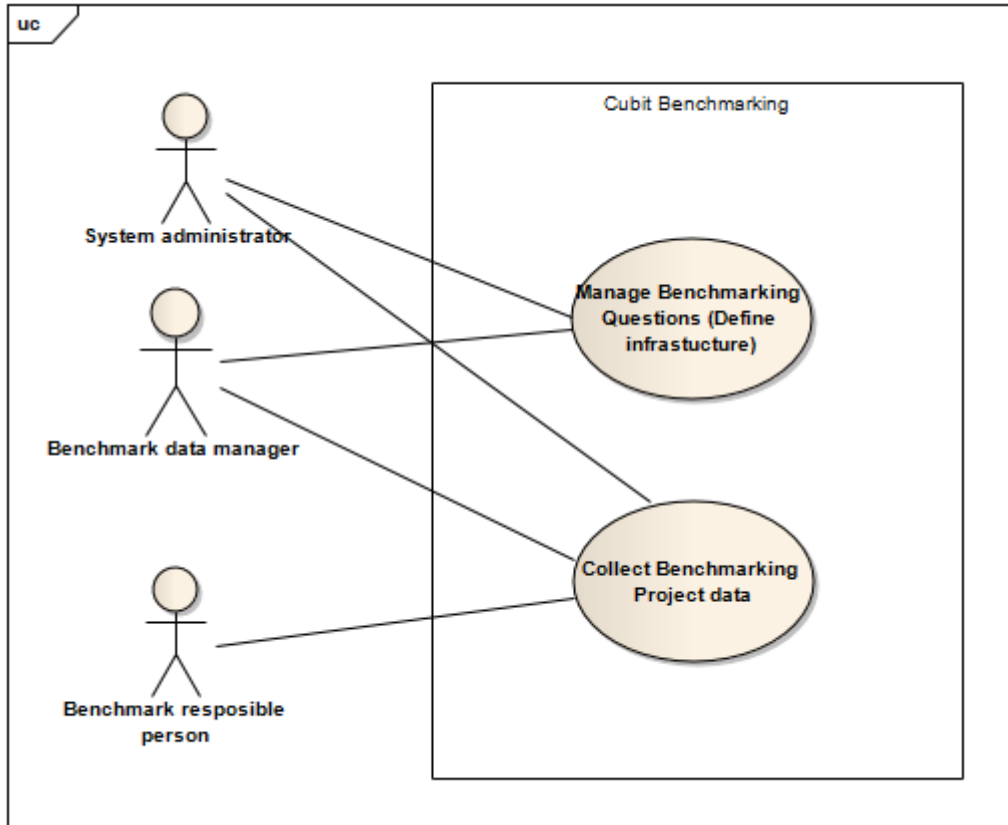 uc
Cubit Benchmarking
System administrator
Manage Benchmarking
Questions (Define
infrastucture)
Benchmark data manager
Collect Benchmarking
Project data
Benchmark resposible
person